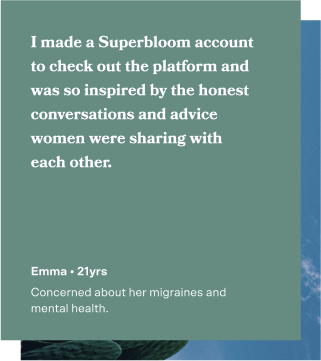 I made a Superbloom account
to check out the platform and
was so inspired by the honest
conversations and advice
women were sharing with
each other.
Emma • 21yrs
Concerned about her migraines and
mental health.